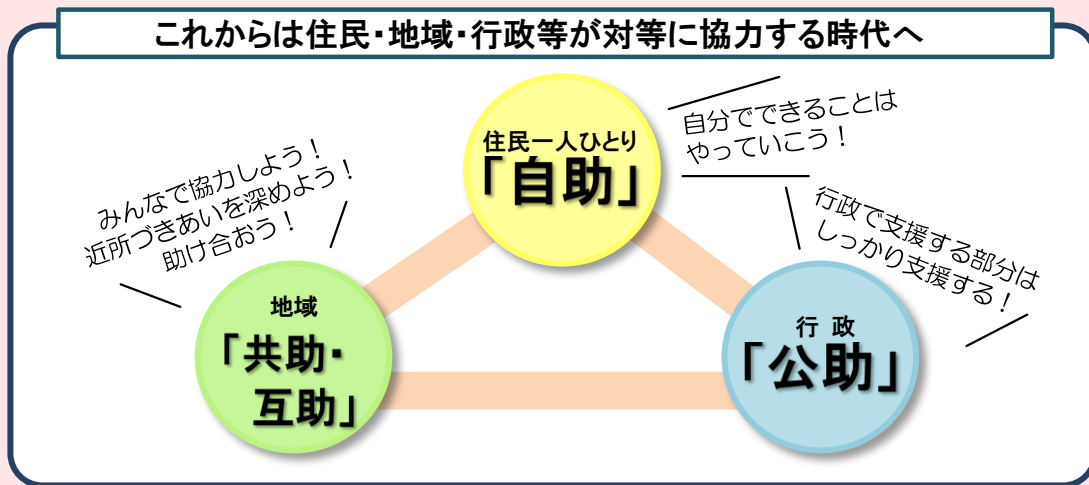 これからは住民・地域・行政等が対等に協力する時代へ
住民一人ひとり
「自助」
自分でできることは
やっていこう！
みんなで協力しよう！
近所づきあいを深めよう！
助け合おう！
地域
「共助・
互助」
行政で支援する部分は
しっかり支援する！
行 政
「公助」